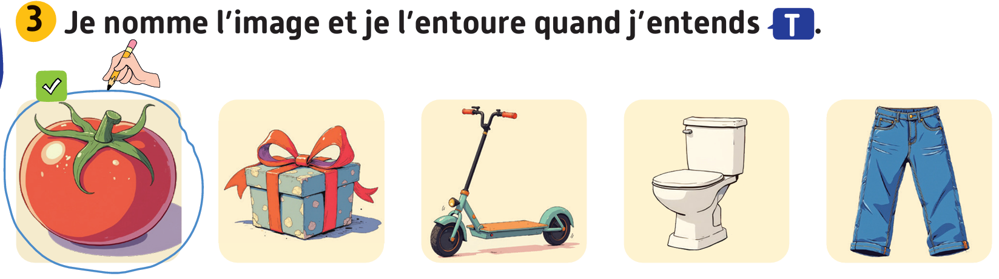 3 Je nomme l'image et je l'entoure quand j'entends T.